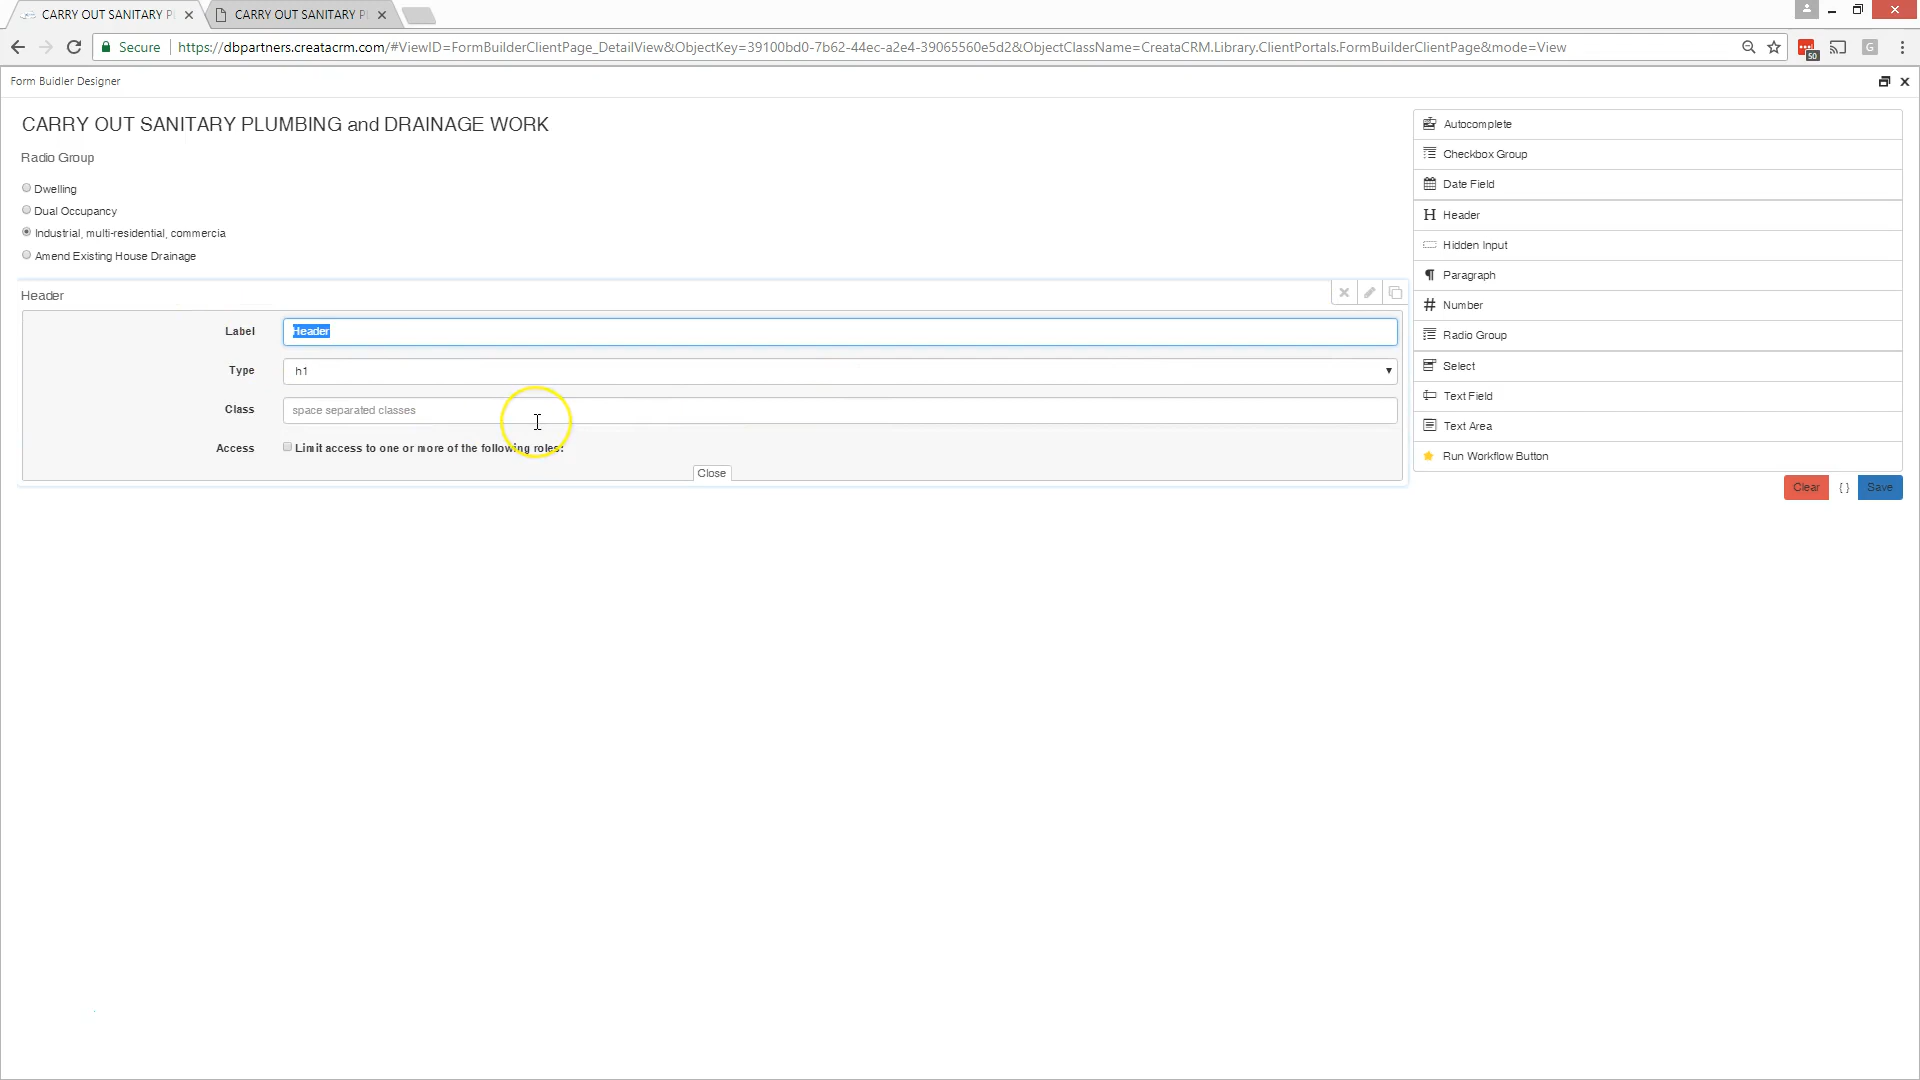 CARRY OUT SANITARY P
CARRY OUT SANITARY P
Secure
https://dbpartners.creatacrm.com/#ViewID=FormBuilderClientPage_DetailView&ObjectKey=39100bd0-7b62-44ec-a2e4-39065560e5d2&ObjectClassName=CreataCRM.Library.ClientPortals.FormBuilderClientPage&mode=View
50
G
Form Buidler Designer
CARRY OUT SANITARY PLUMBING and DRAINAGE WORK
Radio Group
Dwelling
Dual Occupancy
Industrial, multi-residential, commercia
Amend Existing House Drainage
Header
Label
Header
Type
h1
Class
space separated classes
Access
Limit access to one or more of the following roles:
Close
Autocomplete
Checkbox Group
Date Field
H Header
Hidden Input
¶ Paragraph
# Number
Radio Group
Select
Text Field
Text Area
Run Workflow Button
Clear
{ }
Save